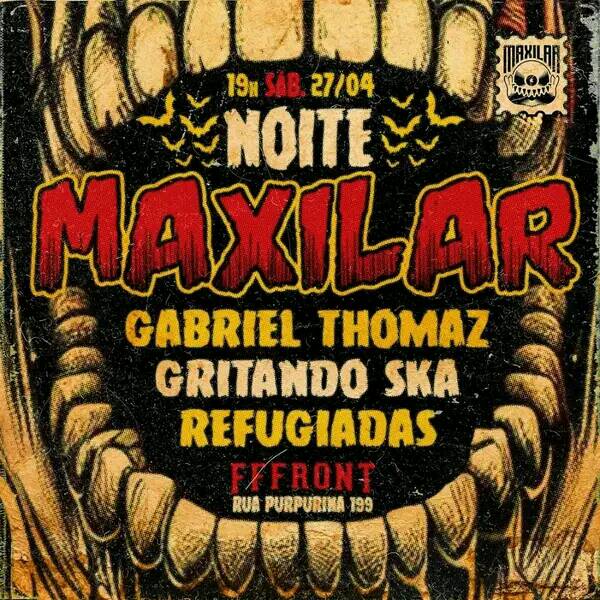 MAXILAR
19H SÁB. 27/04
NOITE
MAXILAR
GABRIEL THOMAZ
GRITANDO SKA
REFUGIADAS
FFFRONT
RUA PURPURINA 199